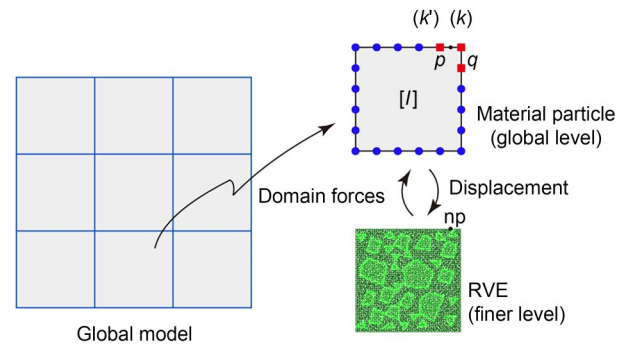 (k') (k)
p q
[I]
Material particle
(global level)
Domain forces
Displacement
np
RVE
(finer level)
Global model